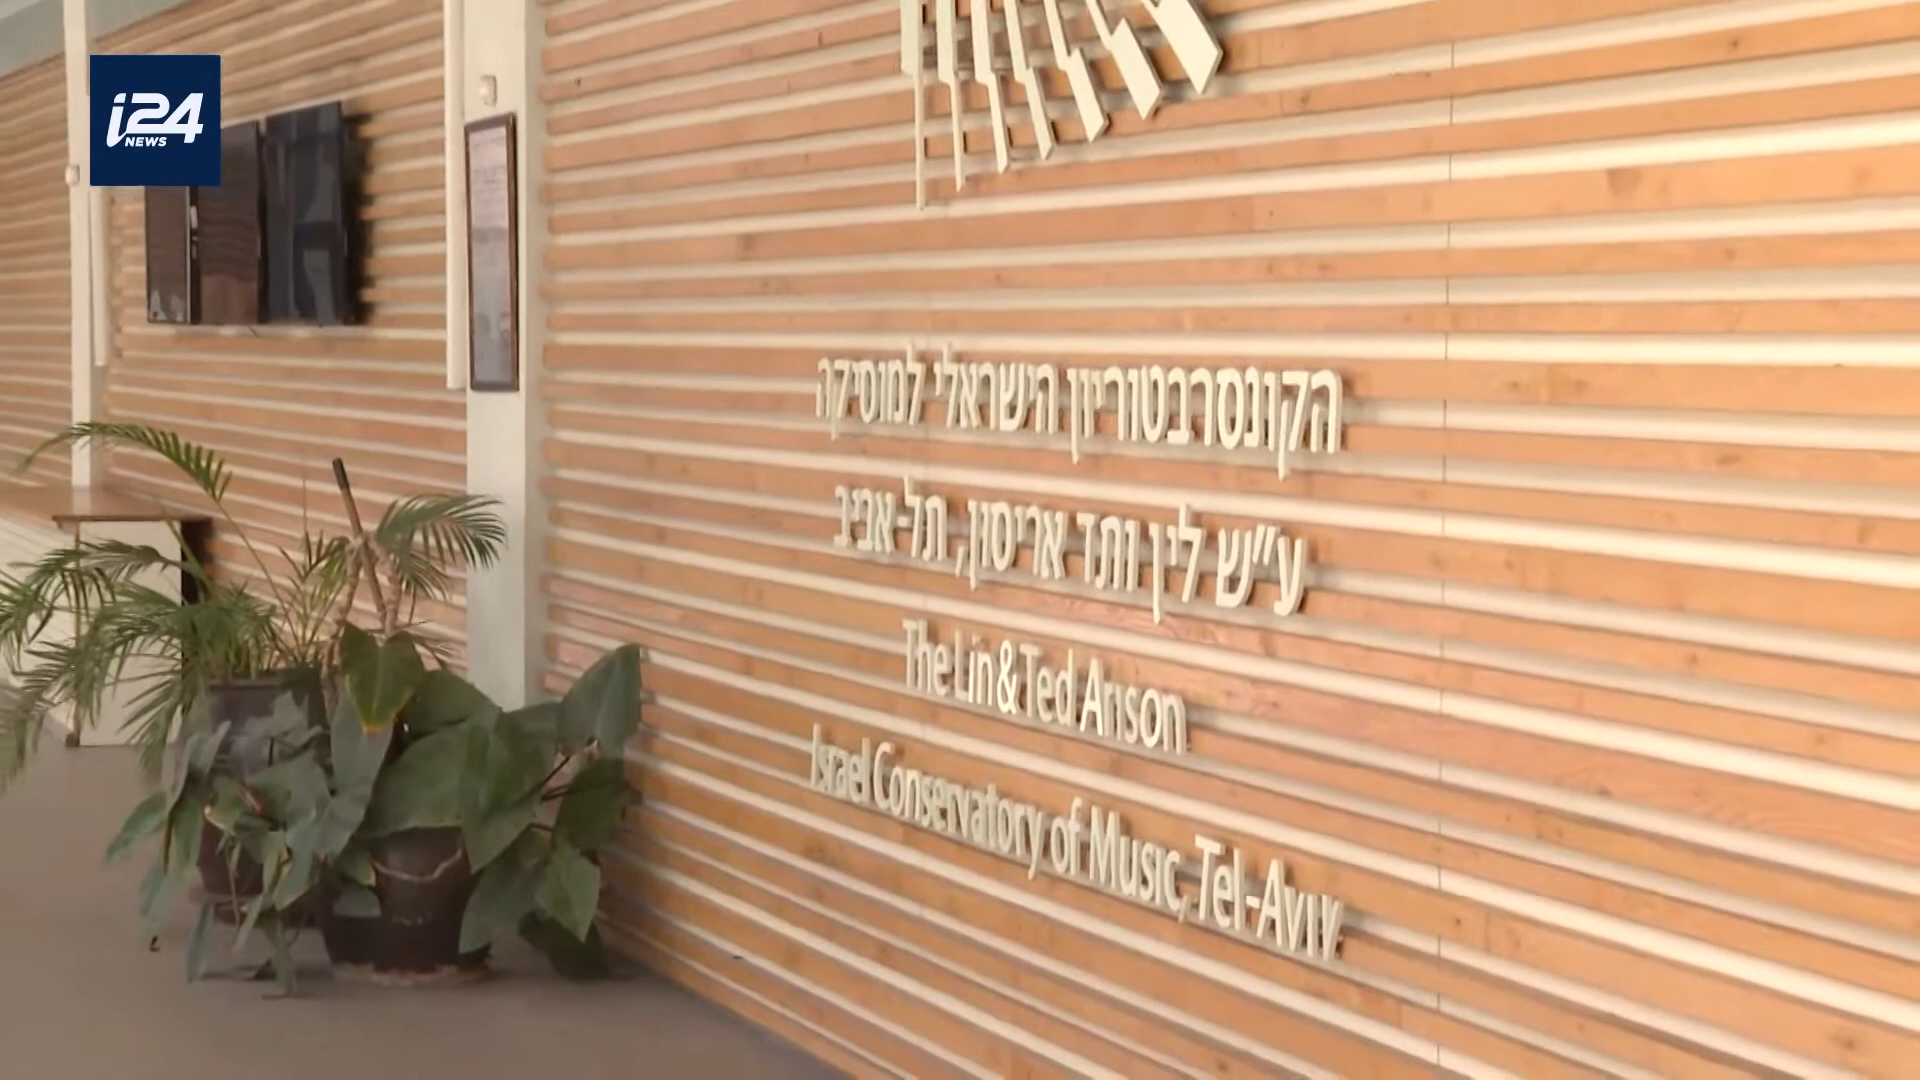 i24
NEWS
הקונסרבטוריון הישראלי למוסיקה
ע״ש לין ותד אריסון, תל-אביב
The Lin & Ted Arison
Israel Conservatory of Music, Tel-Aviv